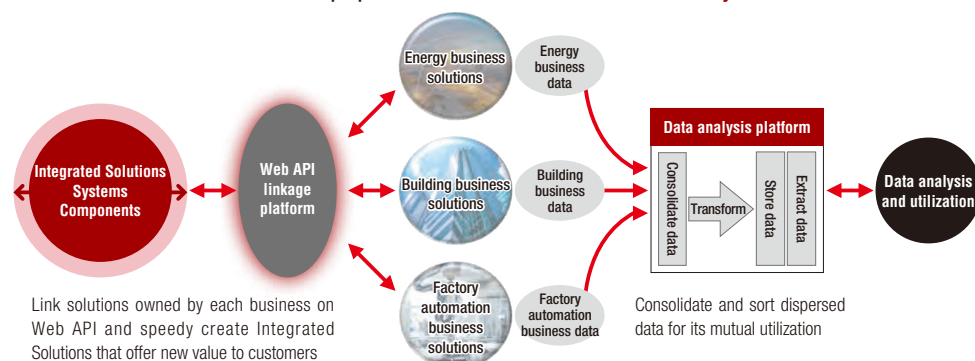 Integrated Solutions
Systems
Components
Web API
linkage
platform
Energy business
solutions
Energy
business
data
Building business
solutions
Building
business
data
Factory
automation
business
solutions
Factory
automation
business data
Data analysis platform
Consolidate data
Transform
Store data
Extract data
Data analysis
and utilization
Link solutions owned by each business on
Web API and speedy create Integrated
Solutions that offer new value to customers
Consolidate and sort dispersed
data for its mutual utilization